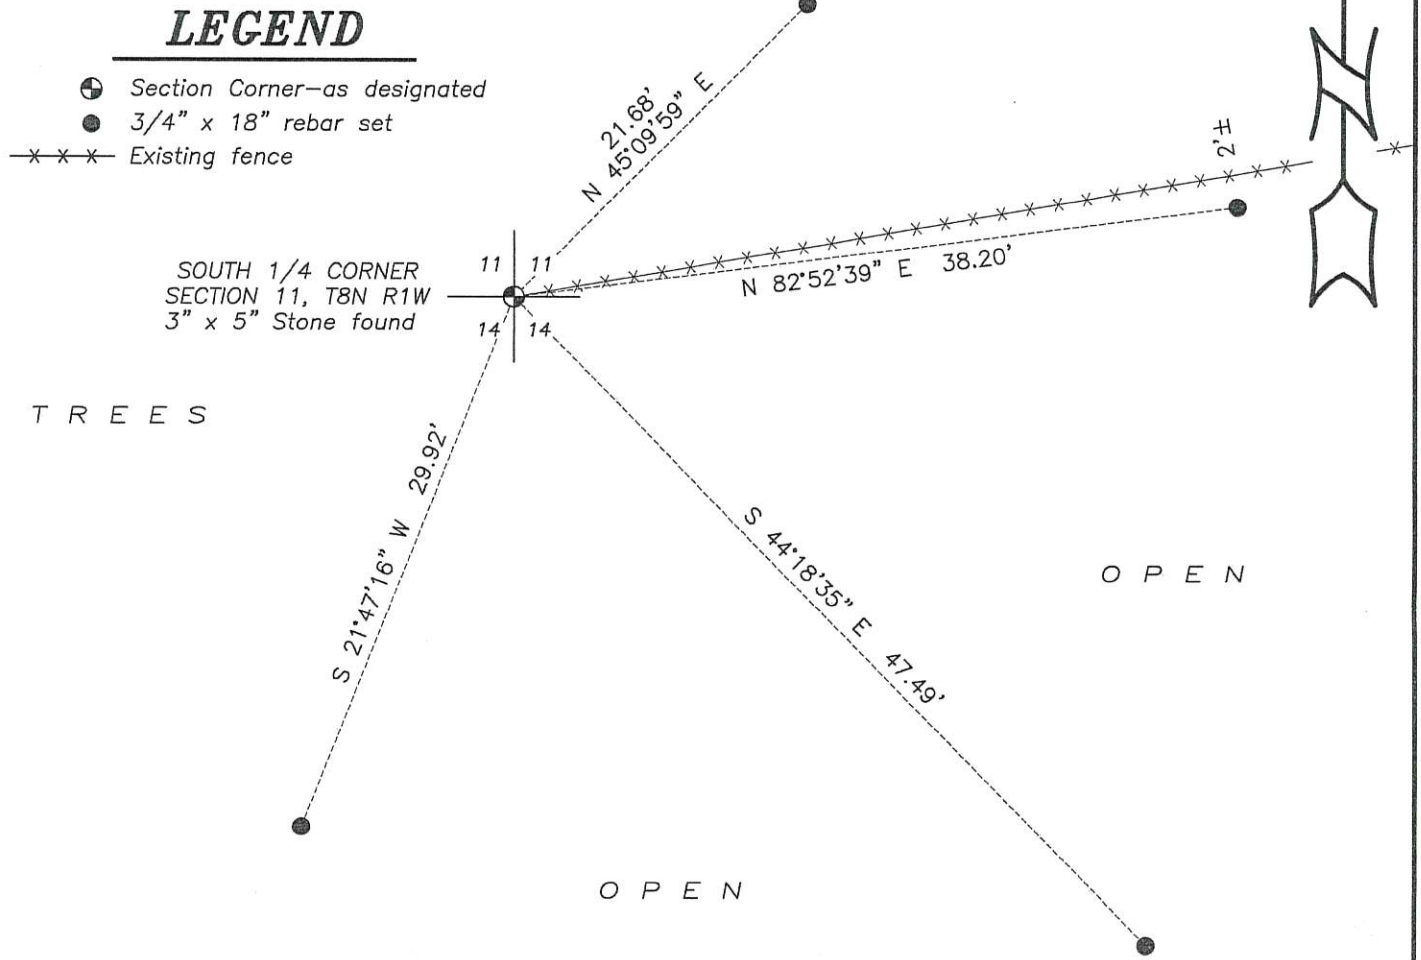 LEGEND
Section Corner—as designated
3/4" x 18" rebar set
Existing fence
21.68'
N 45°09'59" E
2'±
N 82°52'39" E 38.20'
11 11
SOUTH 1/4 CORNER
SECTION 11, T8N R1W
3" x 5" Stone found
14 14
TREES
S 21°47'16" W 29.92'
S 44°18'35" E 47.49'
OPEN
OPEN
N